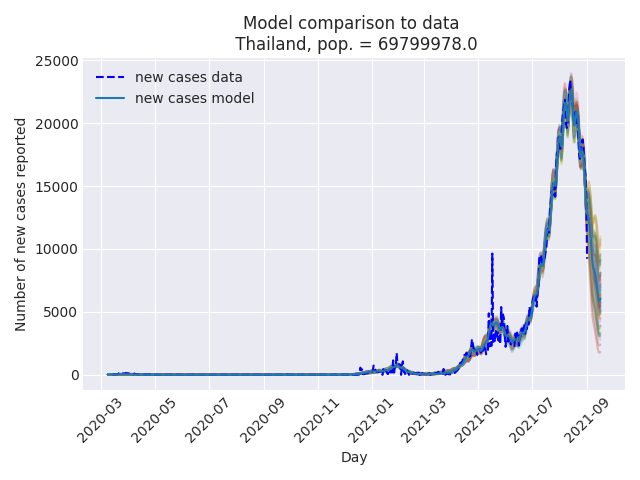 Model comparison to data
Thailand, pop. = 69799978.0
25000
20000
15000
10000
5000
0
Number of new cases reported
new cases data
new cases model
2020-03
2020-05
2020-07
2020-09
2020-11
2021-01
2021-03
2021-05
2021-07
2021-09
Day